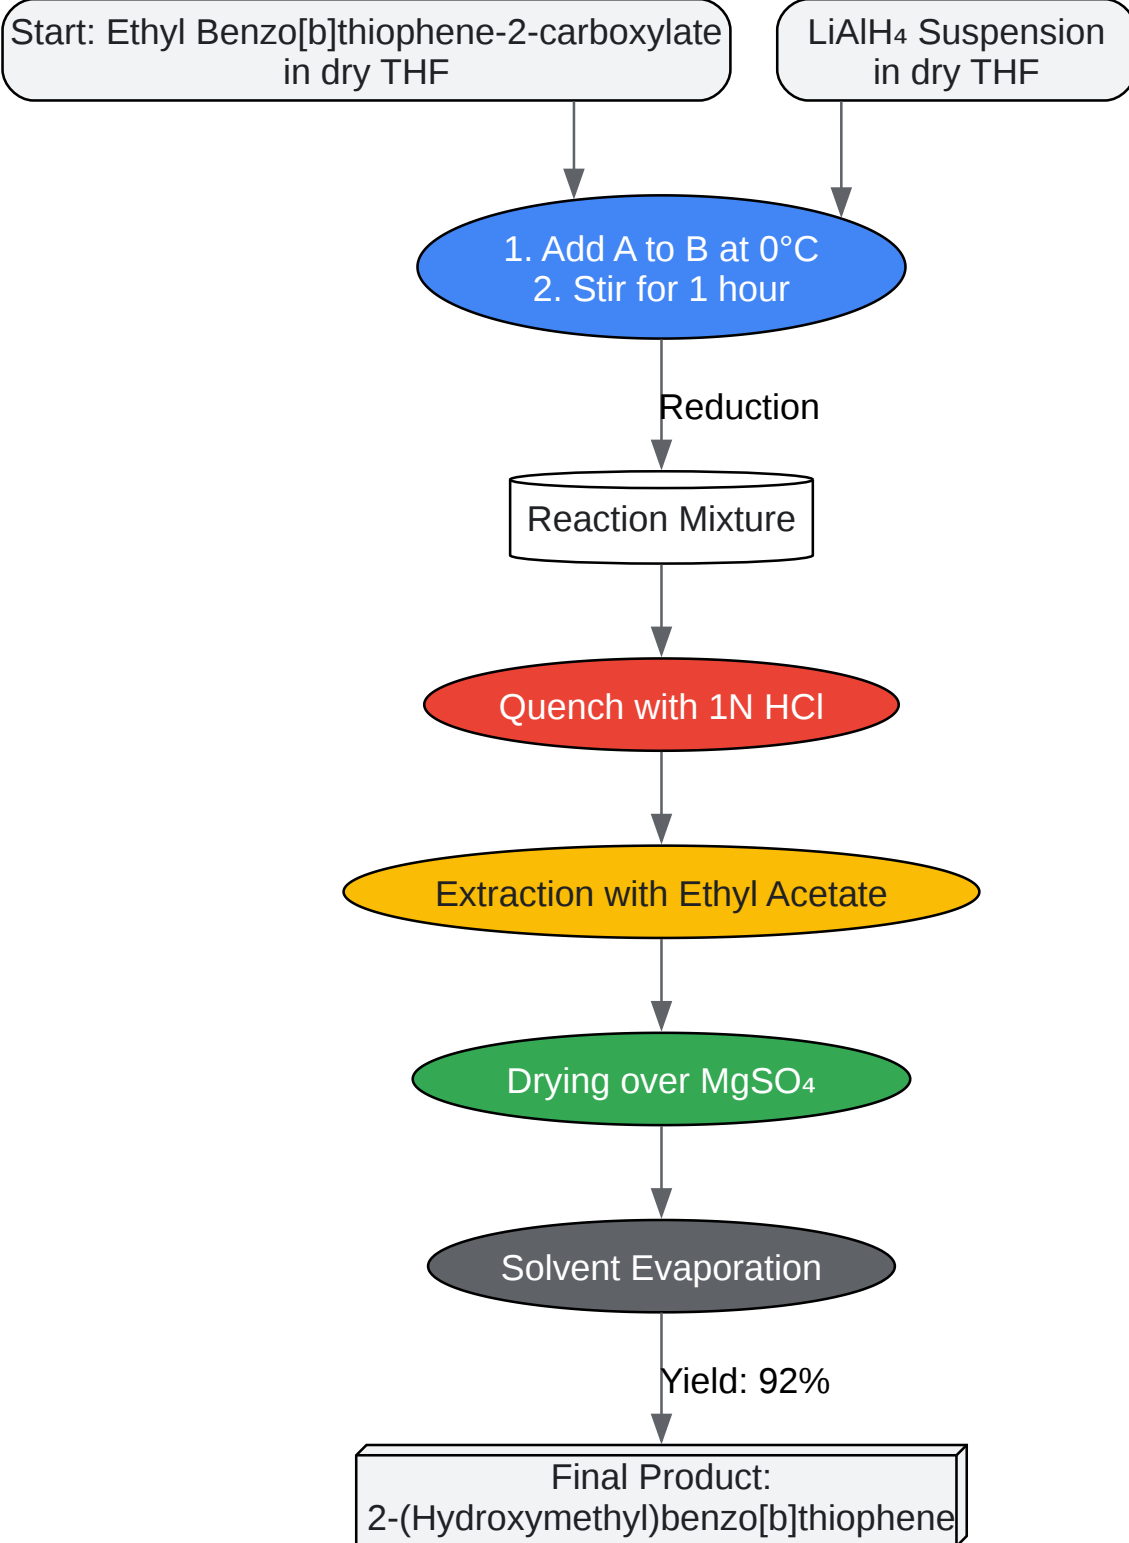 Start: Ethyl Benzo[b]thiophene-2-carboxylate
in dry THF
LiAlH₄ Suspension
in dry THF
1. Add A to B at 0°C
2. Stir for 1 hour
Reduction
Reaction Mixture
Quench with 1N HCl
Extraction with Ethyl Acetate
Drying over MgSO₄
Solvent Evaporation
Yield: 92%
Final Product:
2-(Hydroxymethyl)benzo[b]thiophene